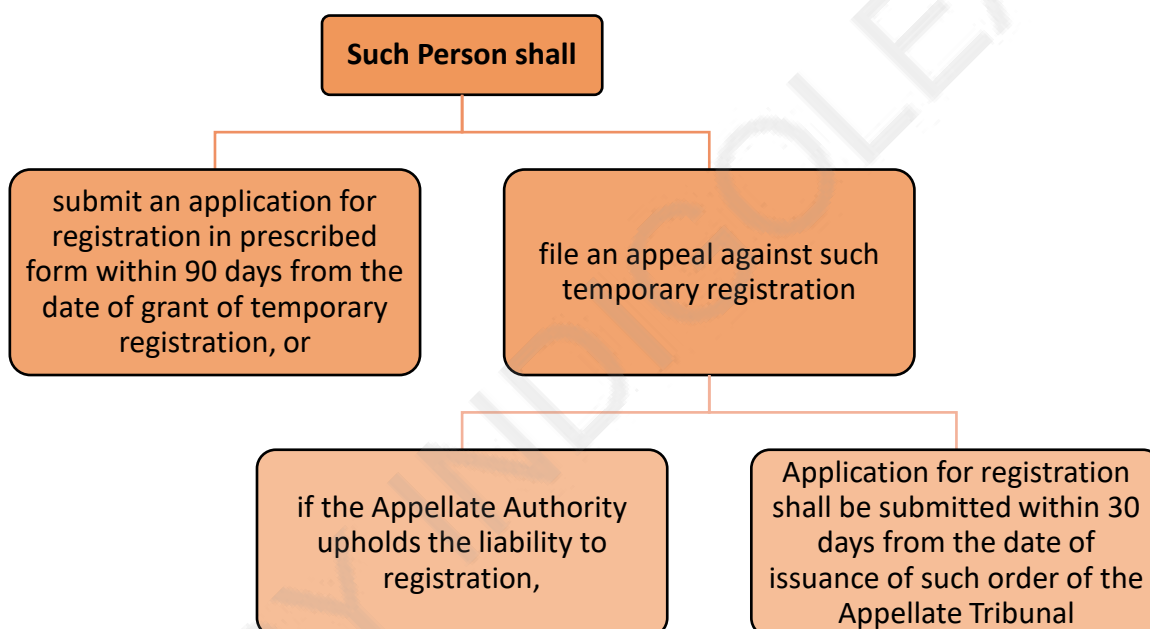 Such Person shall
submit an application for
registration in prescribed
form within 90 days from the
date of grant of temporary
registration, or
file an appeal against such
temporary registration
if the Appellate Authority
upholds the liability to
registration,
Application for registration
shall be submitted within 30
days from the date of
issuance of such order of the
Appellate Tribunal